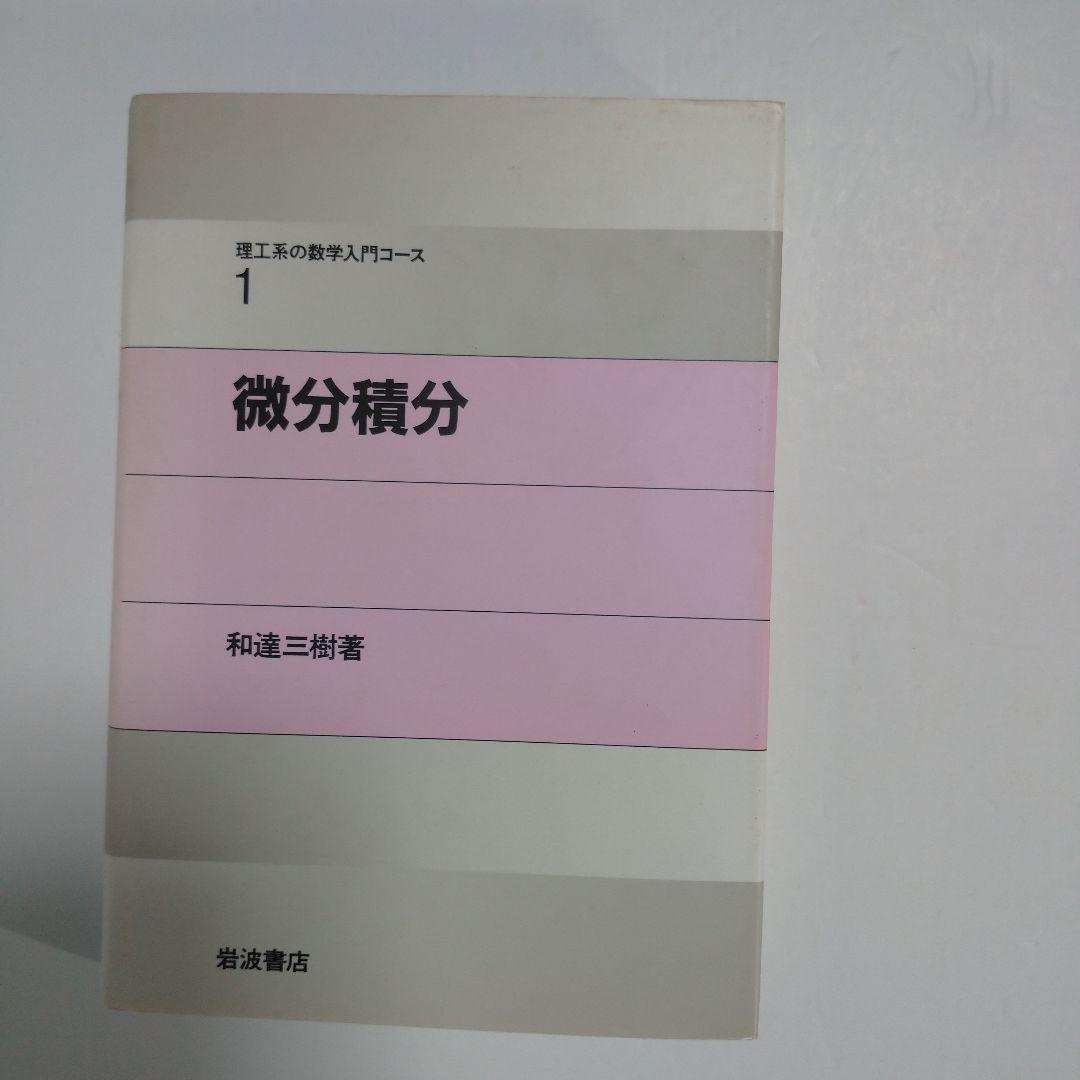 理工系の数学入門コース
1
微分積分
和達三樹著
岩波書店